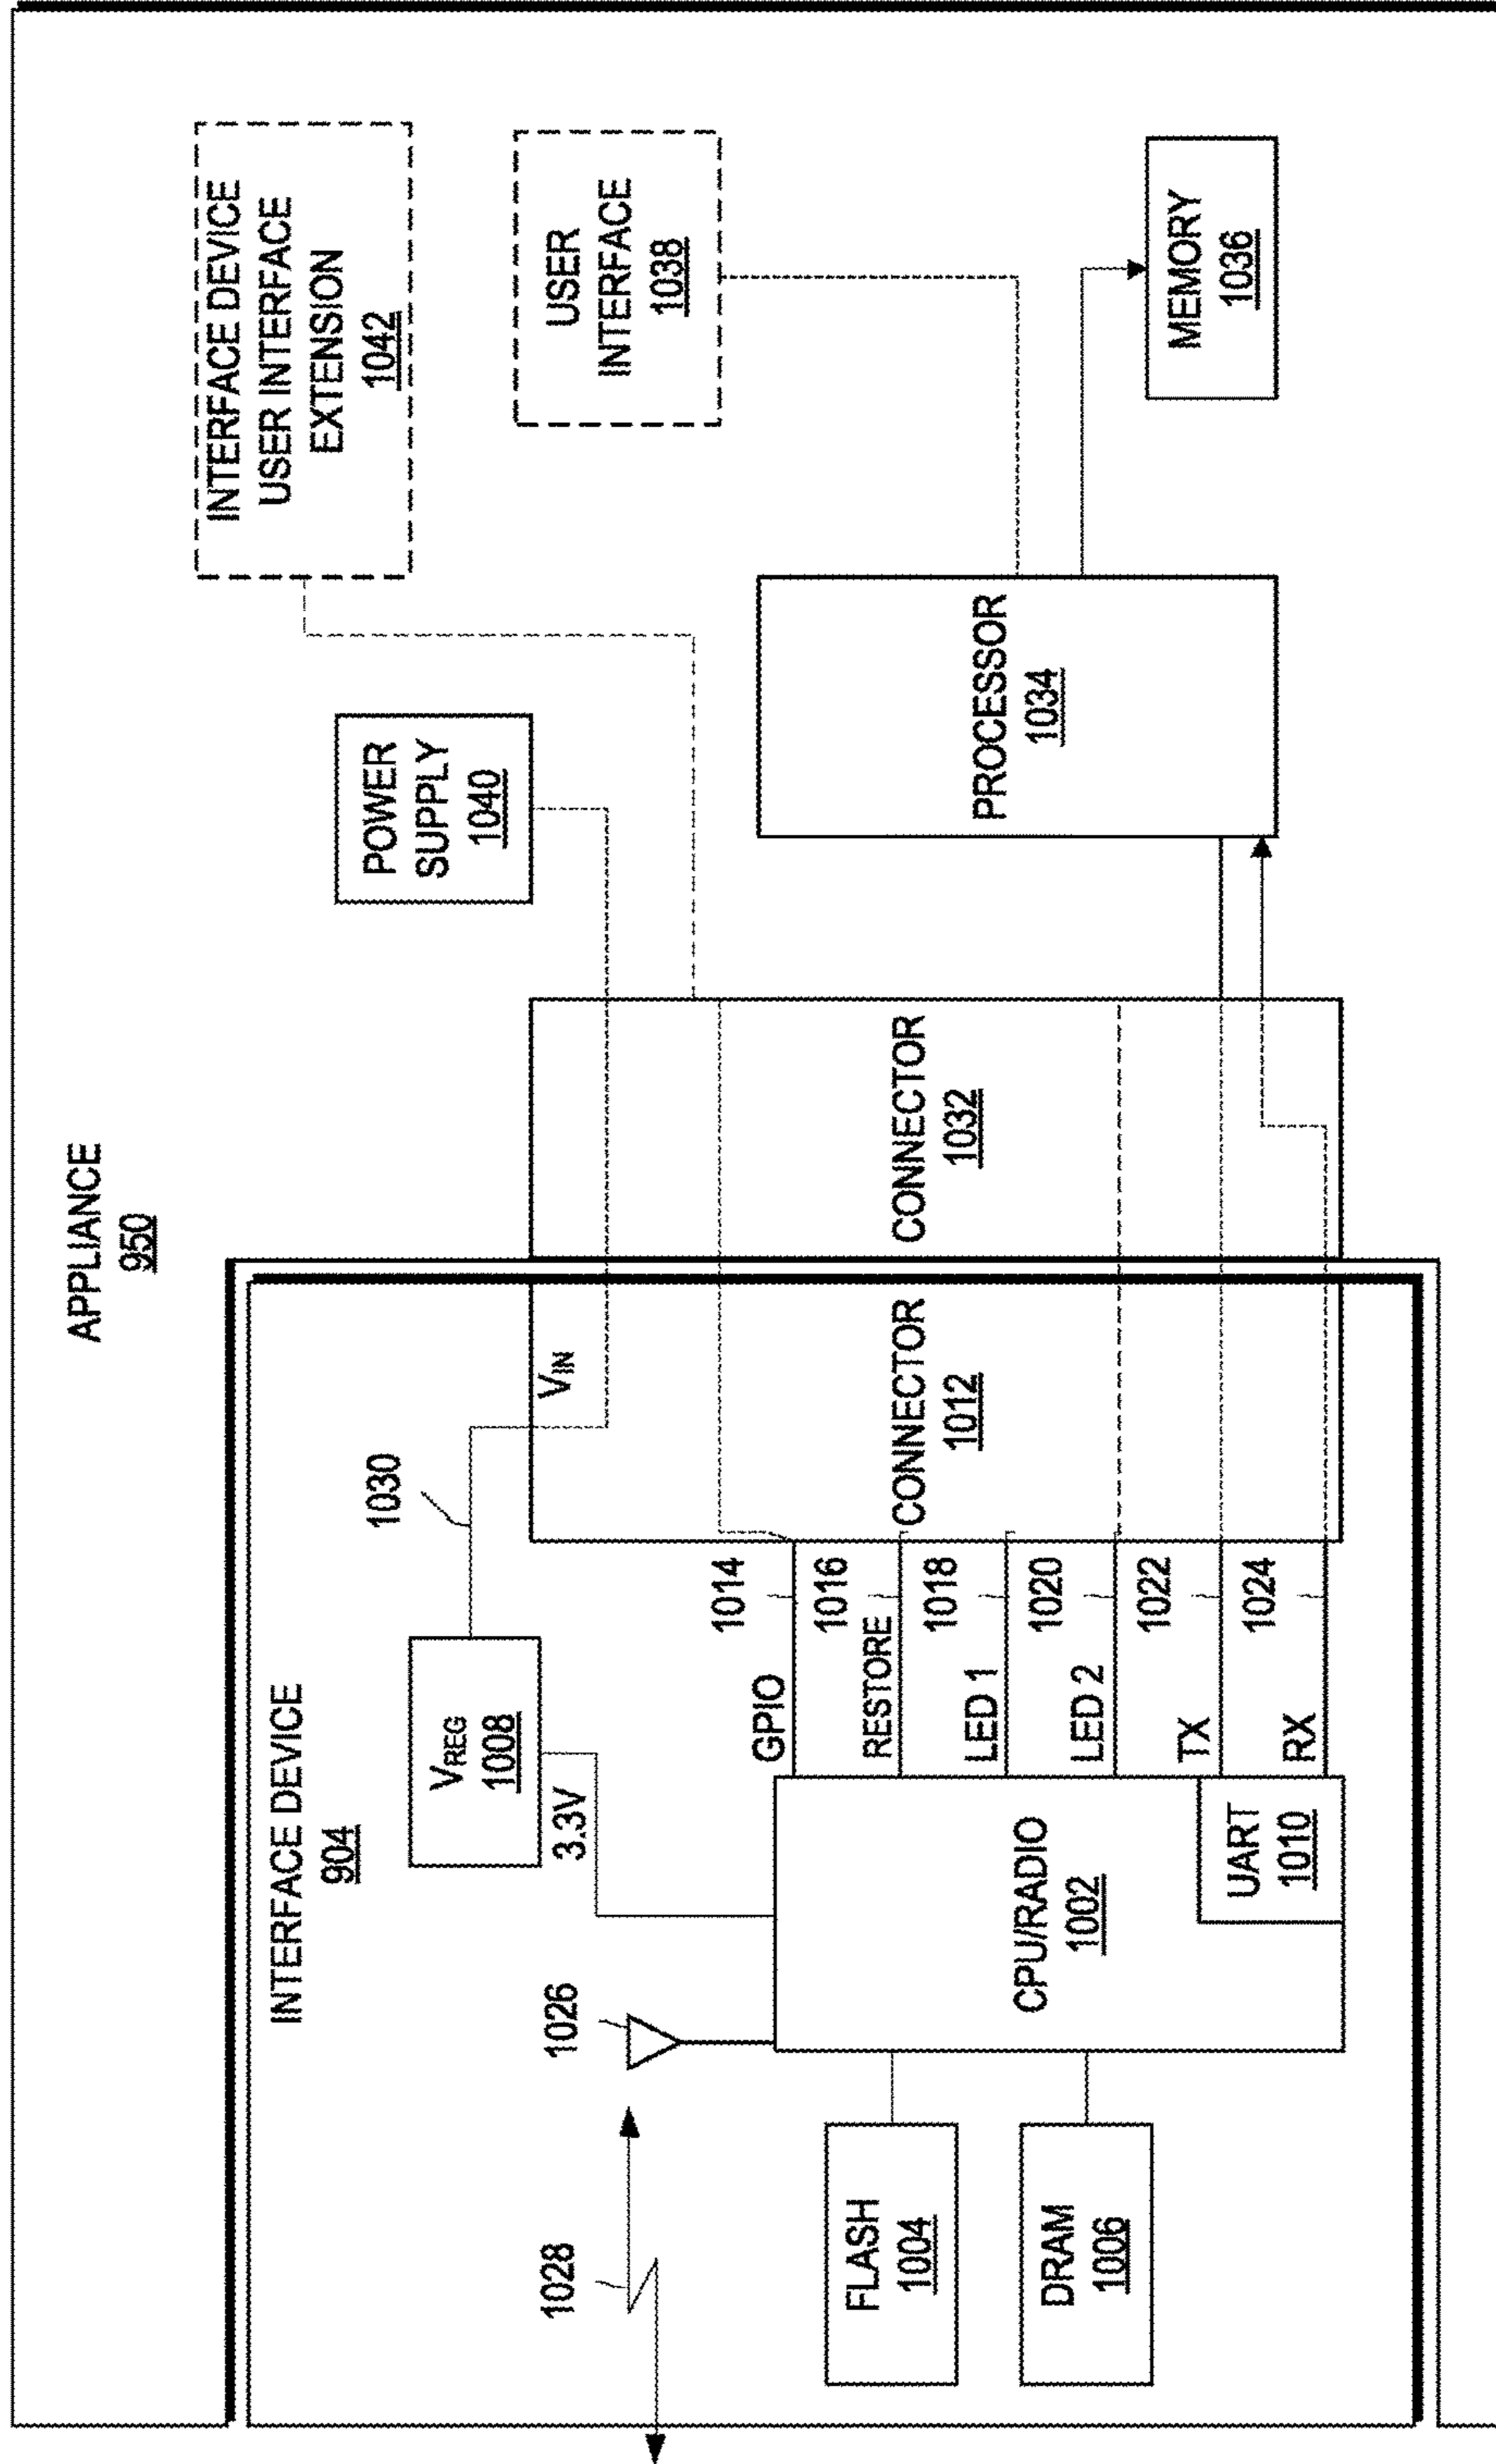 APPLIANCE
950
INTERFACE DEVICE
904
1028
1026
FLASH
1004
DRAM
1006
CPU/RADIO
1002
UART
1010
VREG
1008
3.3V
1030
VIN
GPIO
1014
RESTORE
1016
LED 1
1018
LED 2
1020
TX
1022
RX
1024
CONNECTOR
1012
CONNECTOR
1032
POWER
SUPPLY
1040
PROCESSOR
1034
INTERFACE DEVICE
USER INTERFACE
EXTENSION
1042
USER
INTERFACE
1038
MEMORY
1036